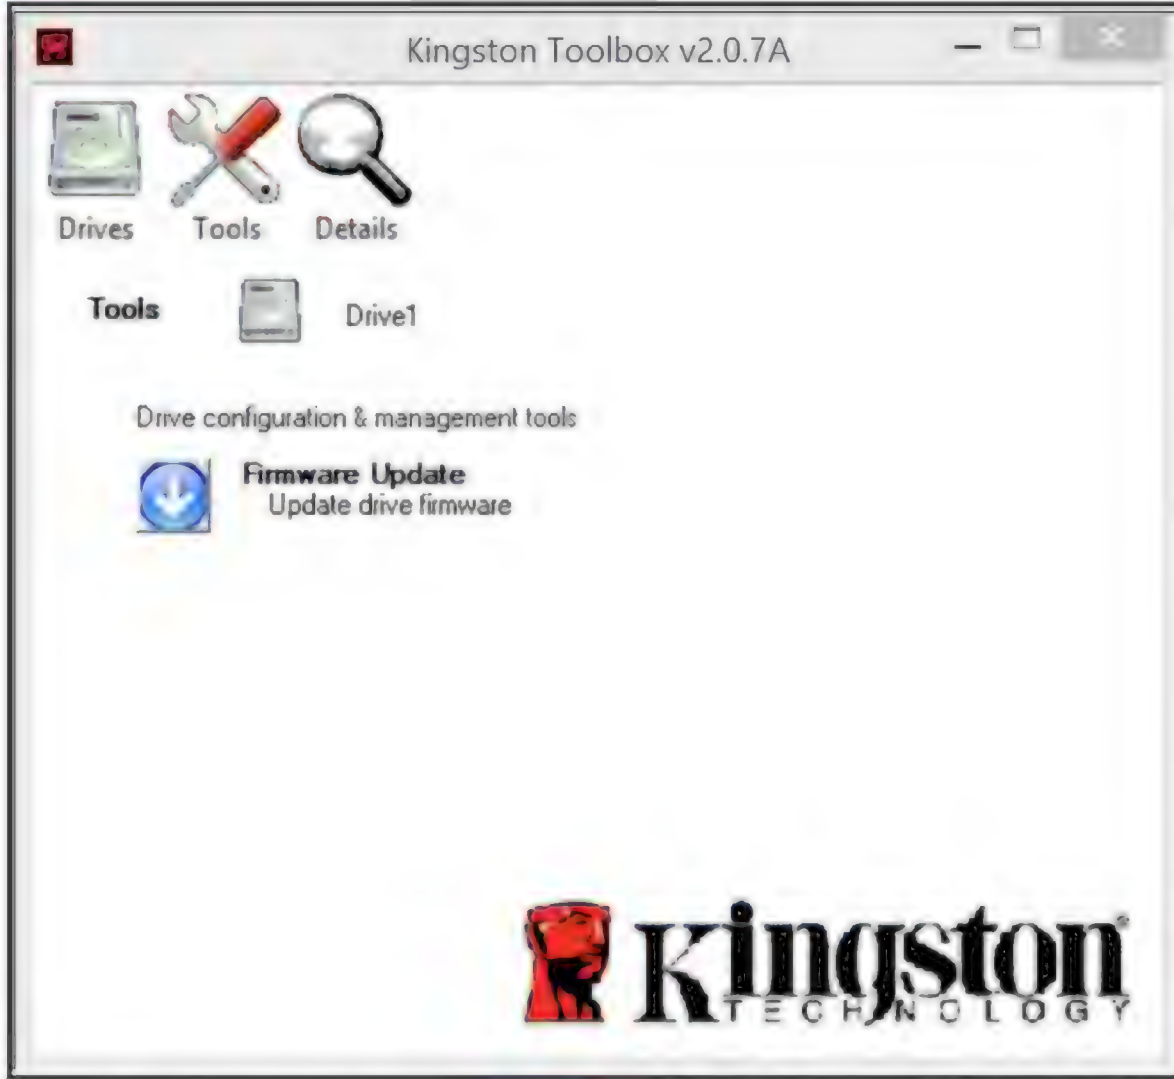 Kingston Toolbox v2.0.7A
Drives Tools Details
Tools Drive1
Drive configuration & management tools
Firmware Update
Update drive firmware
Kingston
TECHNOLOGY